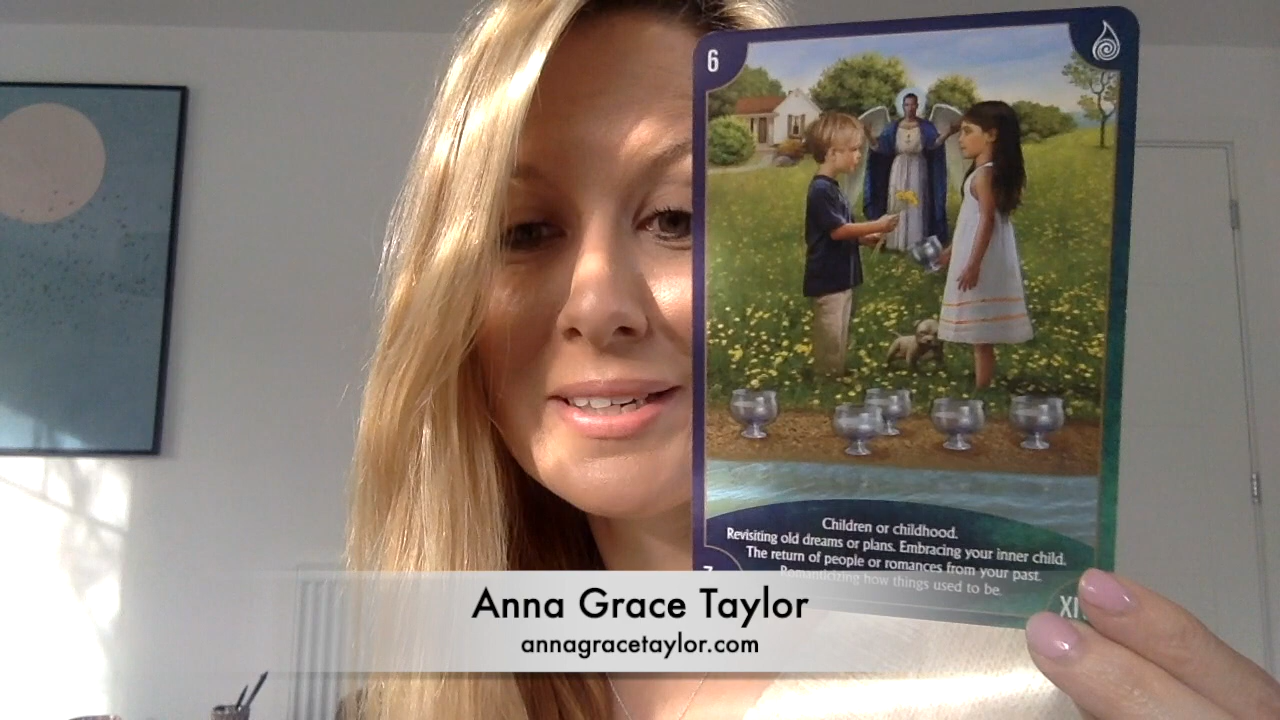 6
Children or childhood.
Revisiting old dreams or plans. Embracing your inner child.
The return of people or romances from your past.
Romanticizing how things used to be.
Anna Grace Taylor
annagracetaylor.com